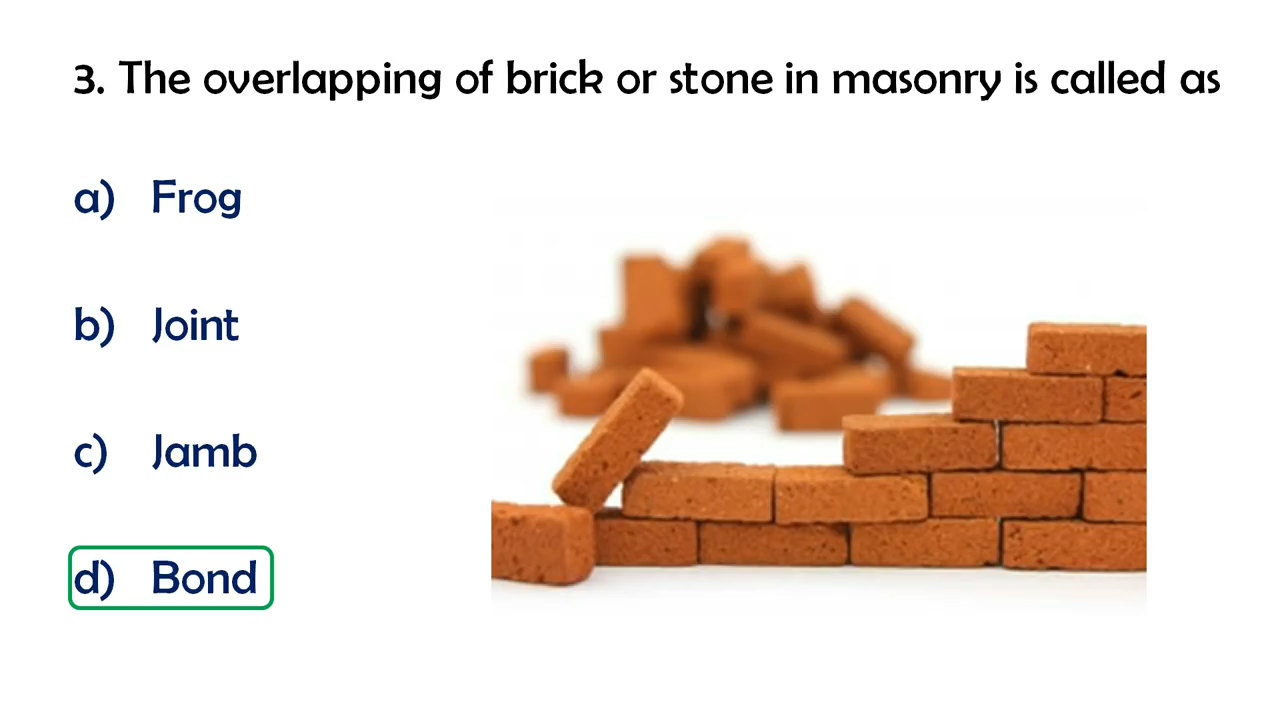 3. The overlapping of brick or stone in masonry is called as
a) Frog
b) Joint
c) Jamb
d) Bond